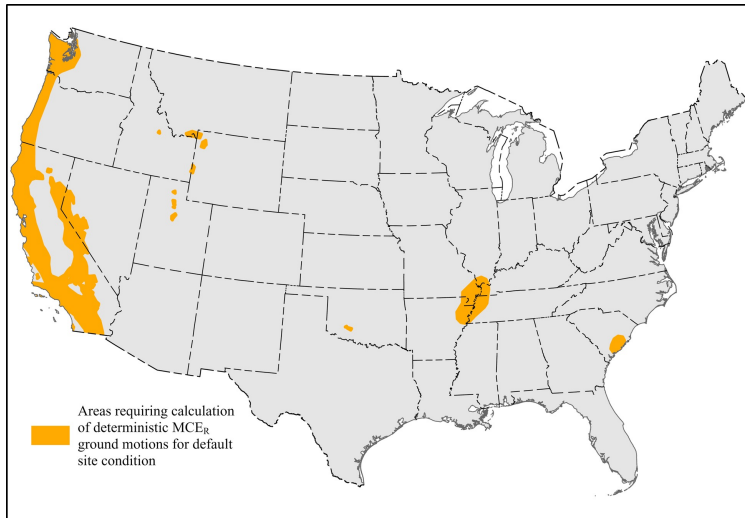 Areas requiring calculation
of deterministic MCER
ground motions for default
site condition